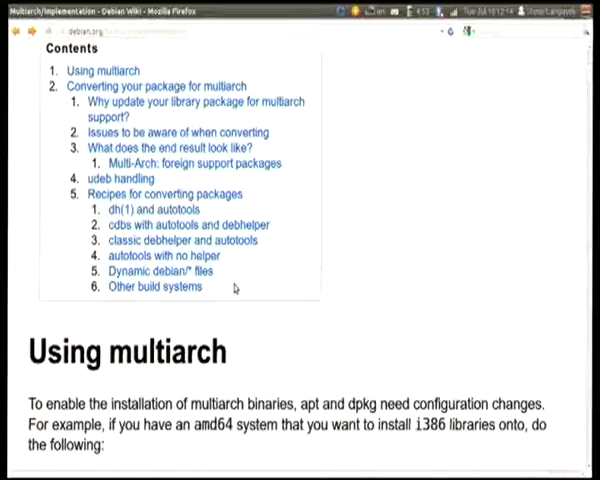 Multiarch/Implementation - Debian Wiki - Mozilla Firefox
debian.org
Contents
1. Using multiarch
2. Converting your package for multiarch
1. Why update your library package for multiarch
support?
2. Issues to be aware of when converting
3. What does the end result look like?
1. Multi-Arch: foreign support packages
4. udeb handling
5. Recipes for converting packages
1. dh(1) and autotools
2. cdbs with autotools and debhelper
3. classic debhelper and autotools
4. autotools with no helper
5. Dynamic debian/* files
6. Other build systems
Using multiarch
To enable the installation of multiarch binaries, apt and dpkg need configuration changes.
For example, if you have an amd64 system that you want to install i386 libraries onto, do
the following: